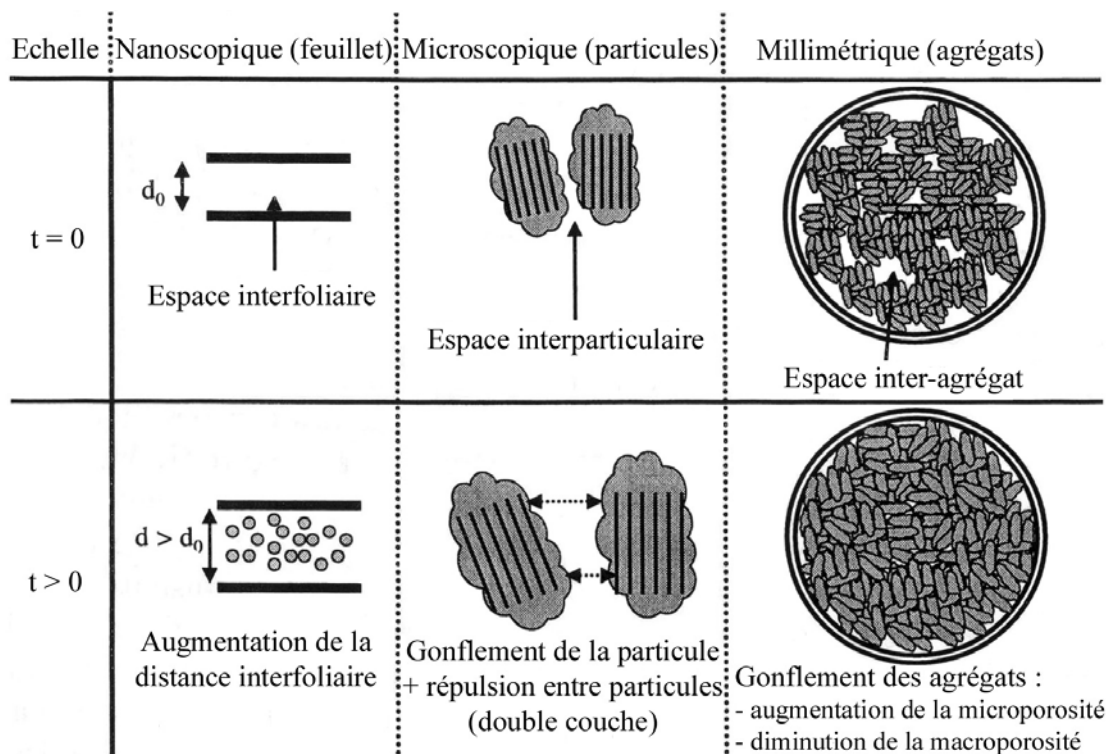 Echelle
Nanoscopique (feuillet)
Microscopique (particules)
Millimétrique (agrégats)
t = 0
d₀
Espace interfoliaire
Espace interparticulaire
Espace inter-agrégat
t > 0
d > d₀
Augmentation de la
distance interfoliaire
Gonflement de la particule
+ répulsion entre particules
(double couche)
Gonflement des agrégats :
- augmentation de la microporosité
- diminution de la macroporosité